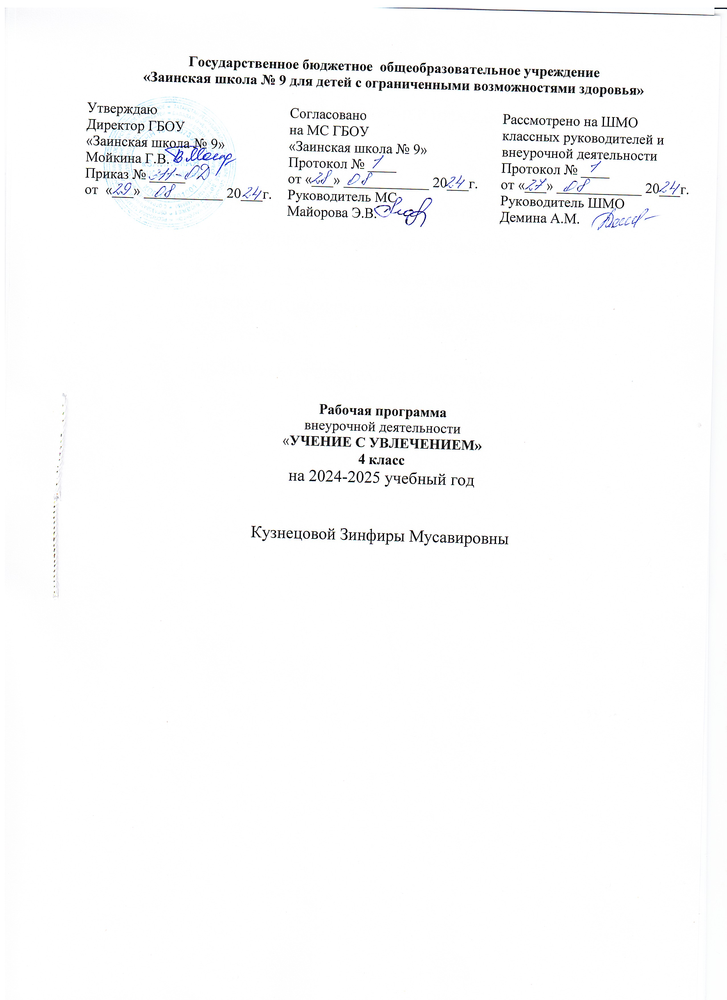 Государственное бюджетное общеобразовательное учреждение
«Заинская школа № 9 для детей с ограниченными возможностями здоровья»
Утверждаю
Директор ГБОУ
«Заинская школа № 9»
Мойкина Г.В.
Приказ № 311-ОД
от «29» 08 2024г.
Согласовано
на МС ГБОУ
«Заинская школа № 9»
Протокол № 1
от «28» 08 2024г.
Руководитель МС
Майорова Э.В.
Рассмотрено на ШМО
классных руководителей и
внеурочной деятельности
Протокол № 1
от «27» 08 2024г.
Руководитель ШМО
Демина А.М.
Рабочая программа
внеурочной деятельности
«УЧЕНИЕ С УВЛЕЧЕНИЕМ»
4 класс
на 2024-2025 учебный год
Кузнецовой Зинфиры Мусавировны